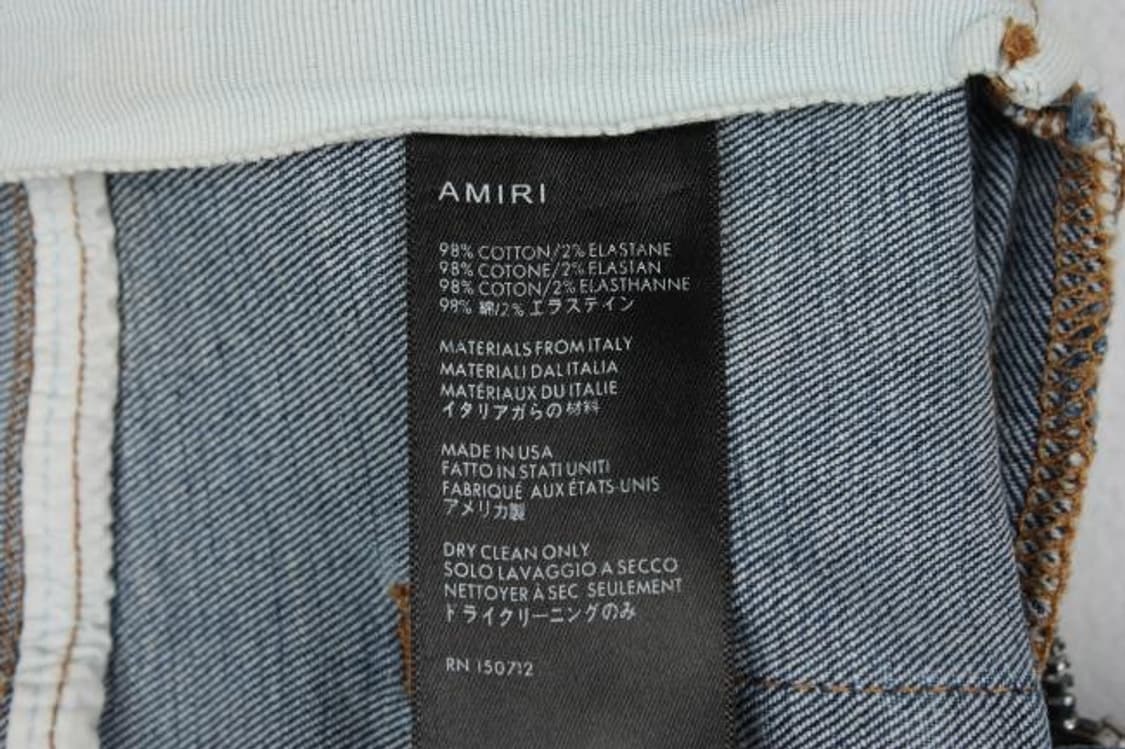 AMIRI
98% COTTON/2% ELASTANE
98% COTONE/2% ELASTAN
98% COTON/2% ELASTHANNE
98% 綿/2% エラステイン
MATERIALS FROM ITALY
MATERIALI DAL ITALIA
MATÉRIAUX DU ITALIE
イタリアガらの材料
MADE IN USA
FATTO IN STATI UNITI
FABRIQUÉ AUX ÉTATS-UNIS
アメリカ製
DRY CLEAN ONLY
SOLO LAVAGGIO A SECCO
NETTOYER À SEC SEULEMENT
ドライクリーニングのみ
RN 150712